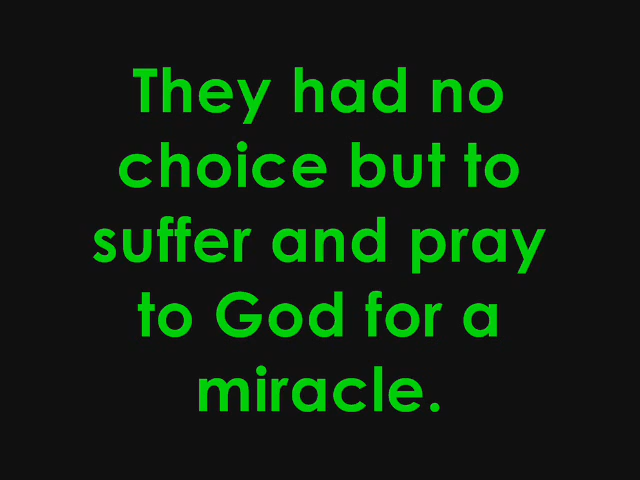 They had no
choice but to
suffer and pray
to God for a
miracle.